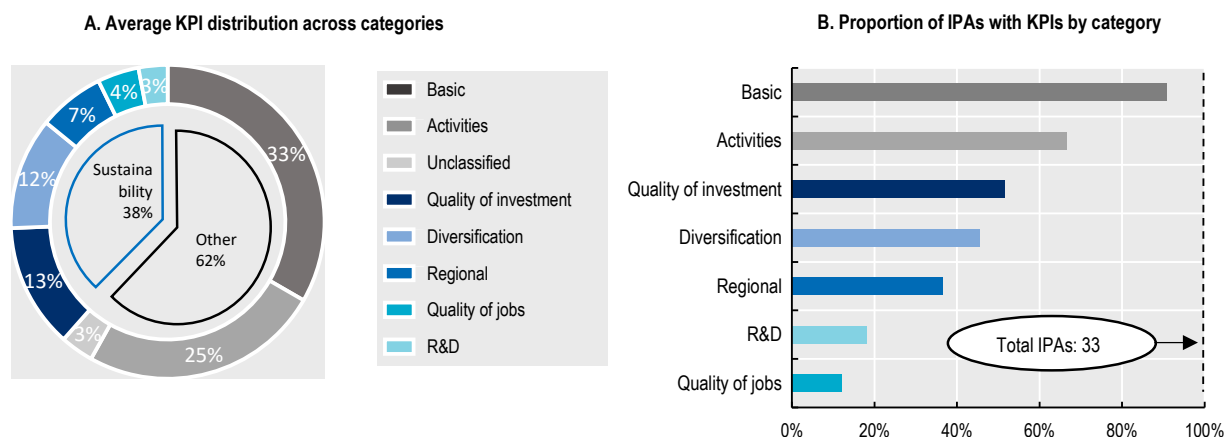 A. Average KPI distribution across categories
3%
4%
7%
12%
13%
3%
25%
33%
Sustaina
bility
38%
Other
62%
Basic
Activities
Unclassified
Quality of investment
Diversification
Regional
Quality of jobs
R&D
B. Proportion of IPAs with KPIs by category
Basic
Activities
Quality of investment
Diversification
Regional
R&D
Quality of jobs
Total IPAs: 33
0%
20%
40%
60%
80%
100%